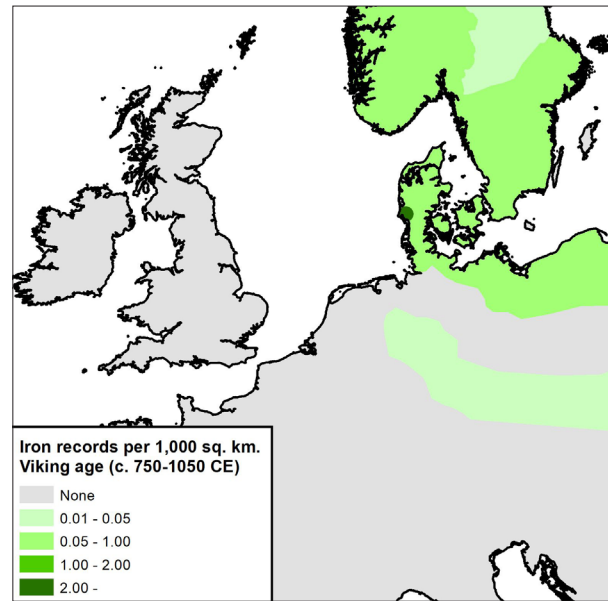 Iron records per 1,000 sq. km.
Viking age (c. 750-1050 CE)
None
0.01 - 0.05
0.05 - 1.00
1.00 - 2.00
2.00 -